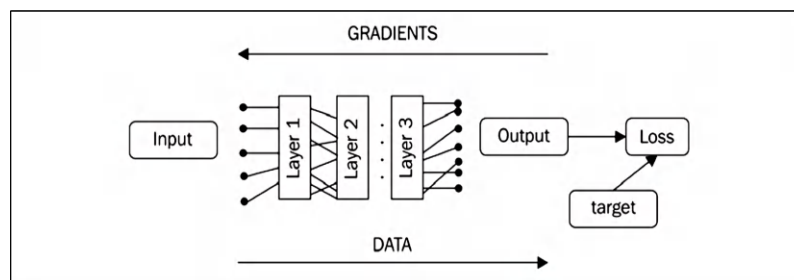 GRADIENTS
Input
Layer 1
Layer 2
Layer 3
Output
Loss
target
DATA